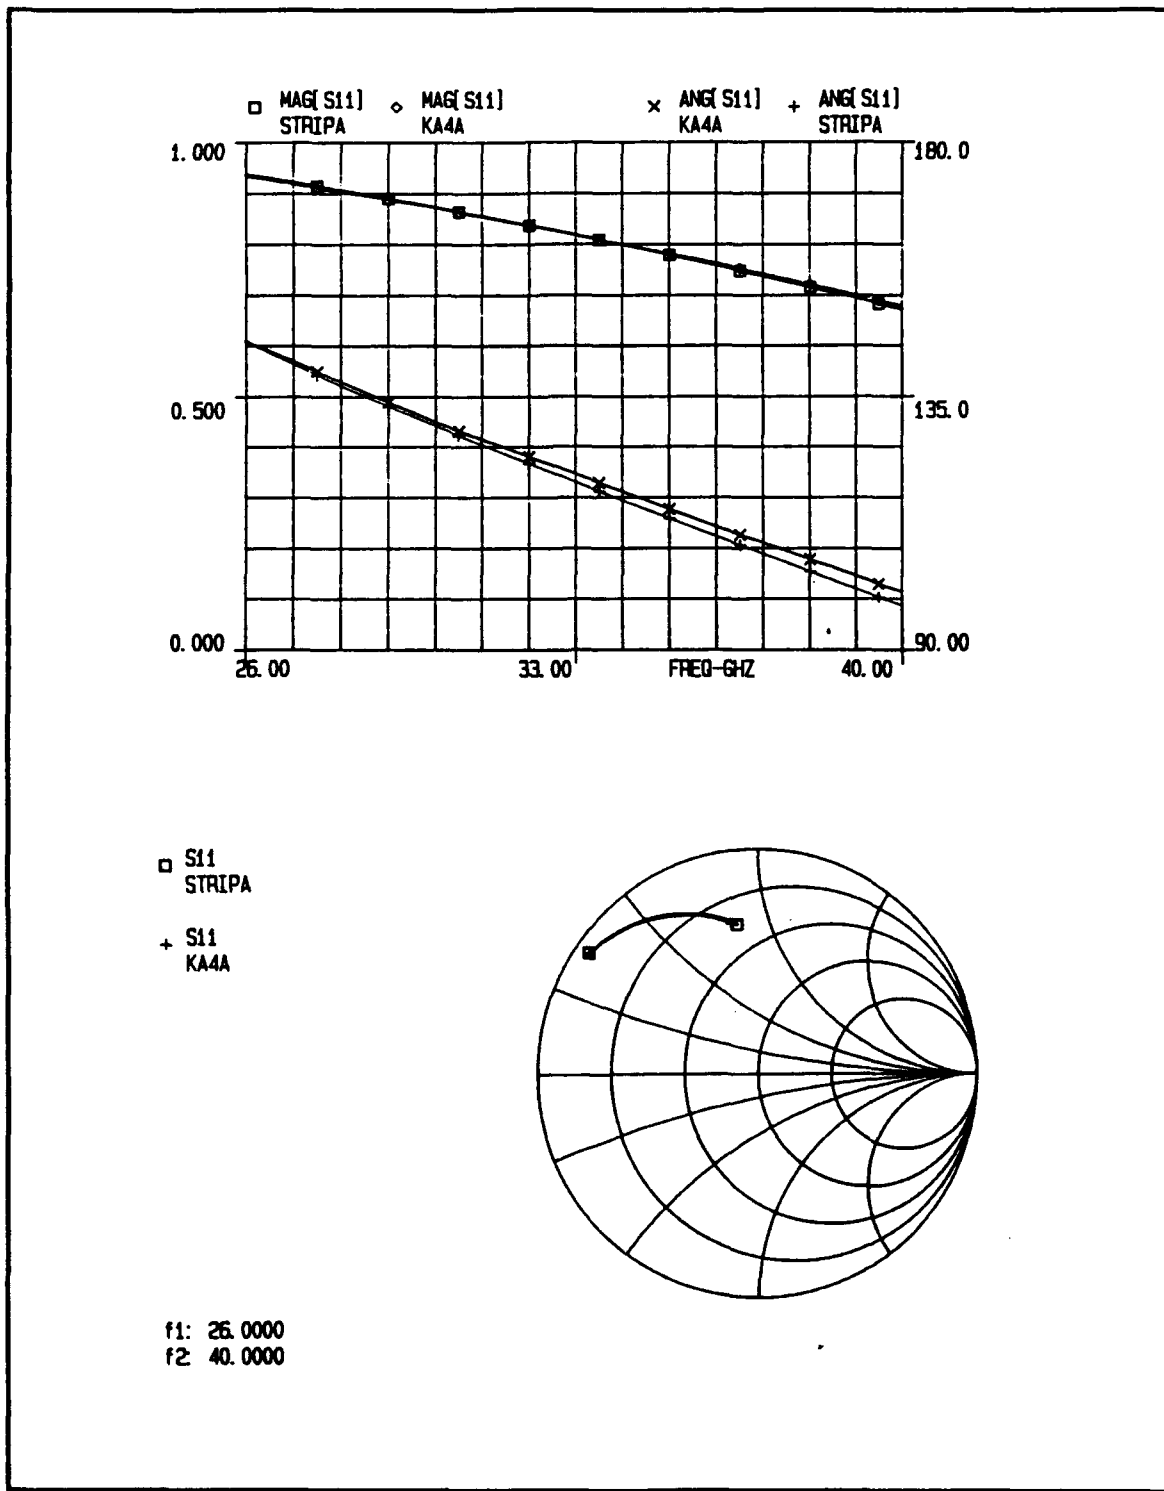 MAG[S11] MAG[S11] ANG[S11] ANG[S11]
STRIPA KA4A KA4A STRIPA
1.000 180.0
0.500 135.0
0.000 90.00
26.00 33.00 FREQ-GHZ 40.00
S11
STRIPA
S11
KA4A
f1: 26.0000
f2: 40.0000